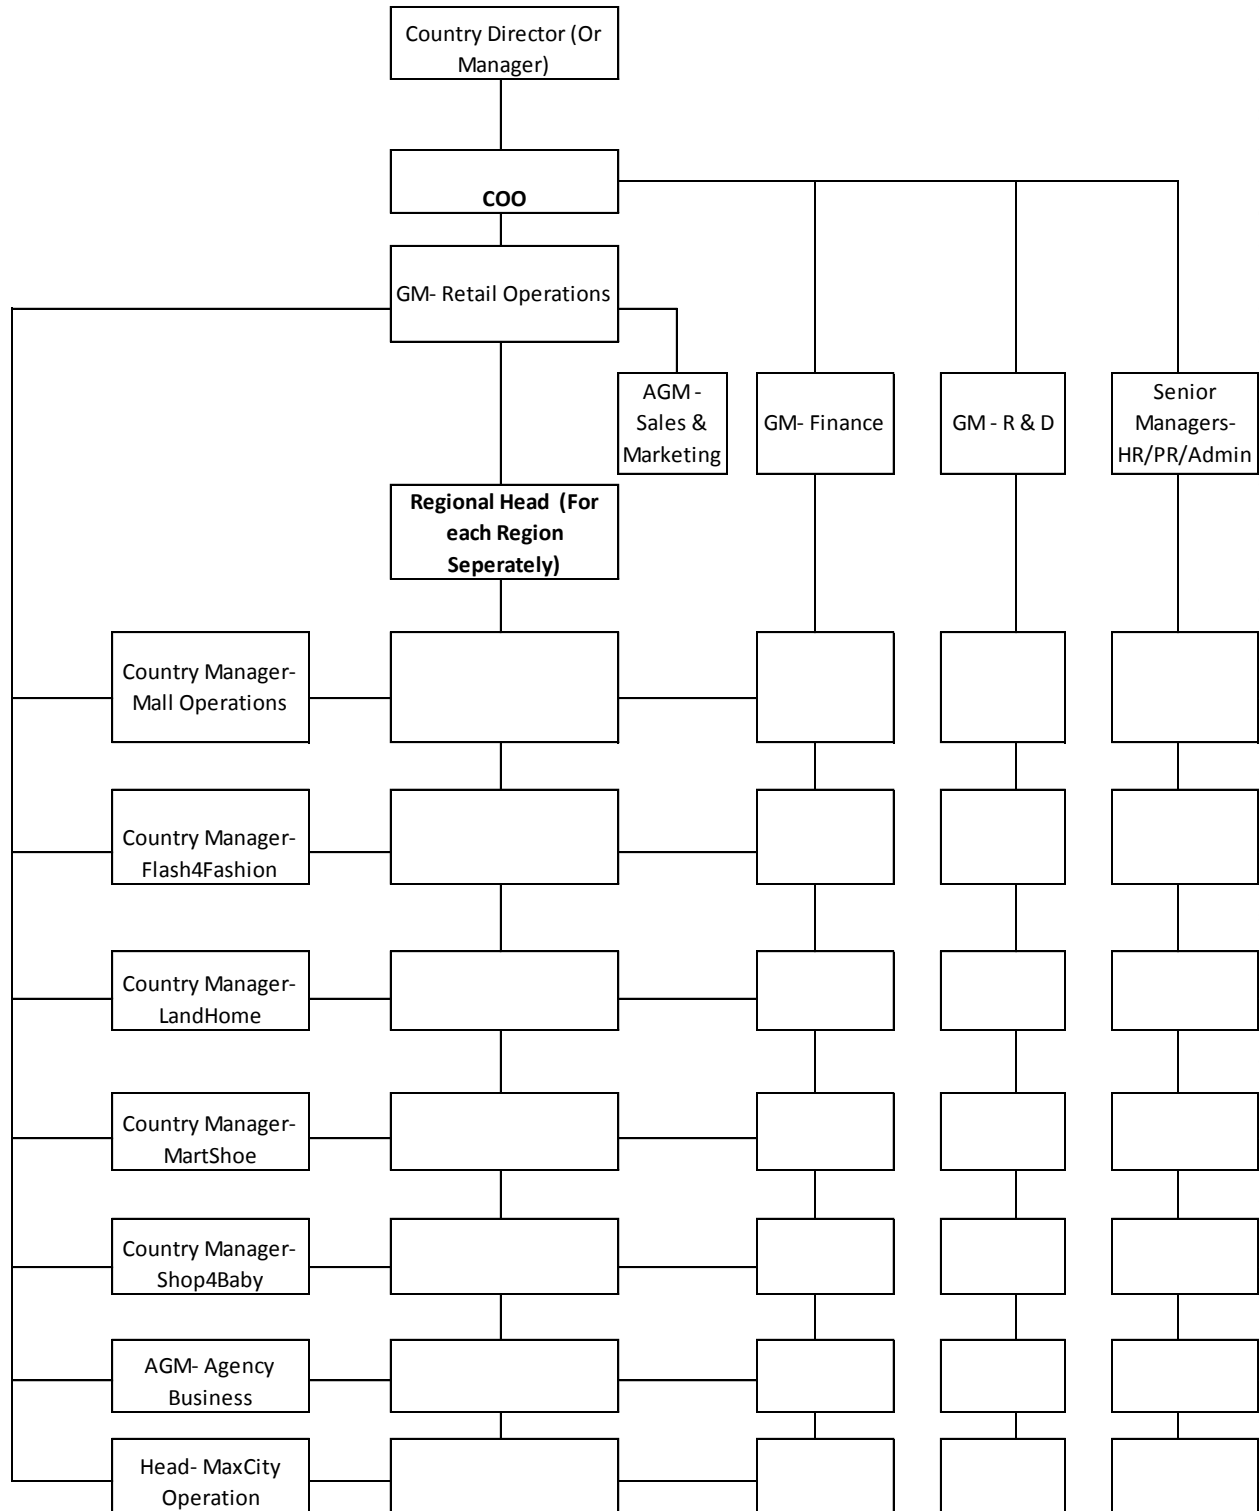 Country Director (Or
Manager)
COO
GM- Retail Operations
AGM -
Sales &
Marketing
GM- Finance
GM - R & D
Senior
Managers-
HR/PR/Admin
Regional Head  (For
each Region
Seperately)
Country Manager-
Mall Operations
Country Manager-
Flash4Fashion
Country Manager-
LandHome
Country Manager-
MartShoe
Country Manager-
Shop4Baby
AGM- Agency
Business
Head- MaxCity
Operation